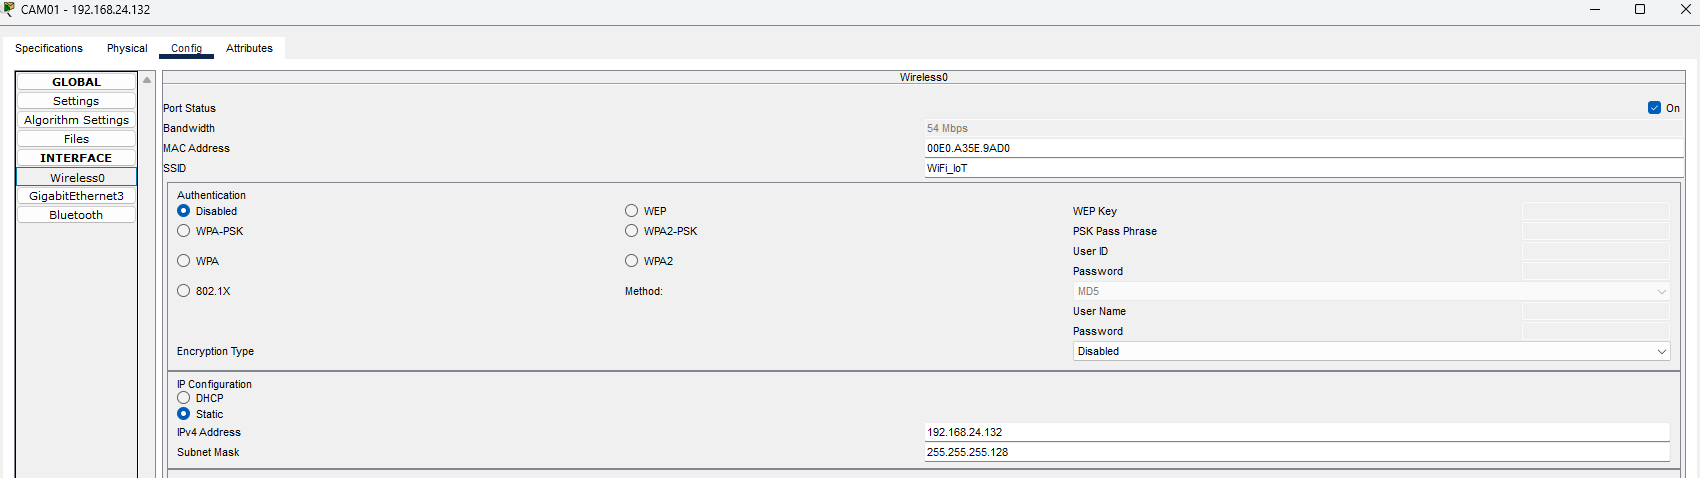 CAM01 - 192.168.24.132
Specifications Physical Config Attributes
GLOBAL
Settings
Algorithm Settings
Files
INTERFACE
Wireless0
GigabitEthernet3
Bluetooth
Wireless0
Port Status On
Bandwidth 54 Mbps
MAC Address 00E0.A35E.9AD0
SSID WiFi_IoT
Authentication
Disabled WEP WEP Key
WPA-PSK WPA2-PSK PSK Pass Phrase
User ID
WPA WPA2
Password
802.1X Method: MD5
User Name
Password
Encryption Type Disabled
IP Configuration
DHCP
Static
IPv4 Address 192.168.24.132
Subnet Mask 255.255.255.128